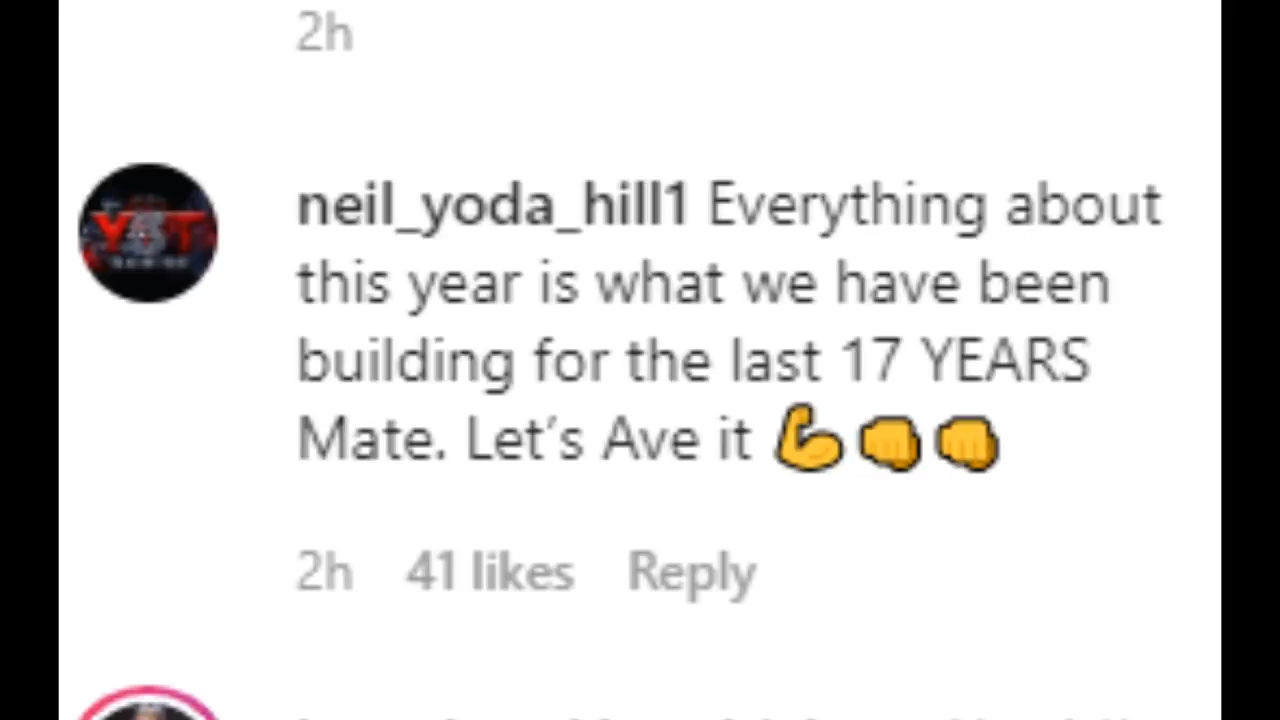 2h
neil_yoda_hill1 Everything about
this year is what we have been
building for the last 17 YEARS
Mate. Let’s Ave it 💪👊👊
2h 41 likes Reply